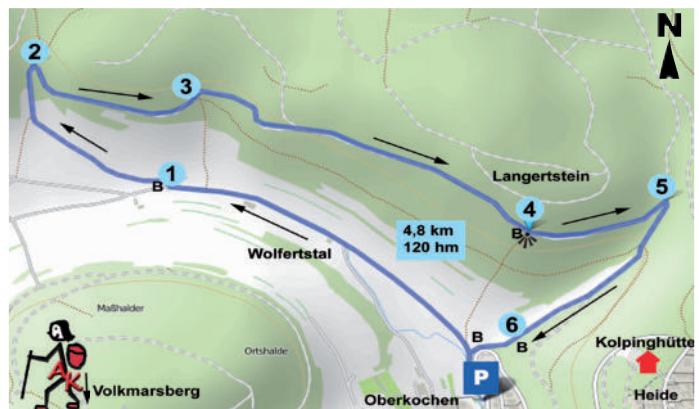 2
3
N
1
B
Langertstein
5
4
B
4,8 km
120 hm
Wolfertstal
Maßhalder
Ortshalde
6
B
B
Kolpinghütte
AK
Volkmarsberg
P
Oberkochen
Heide